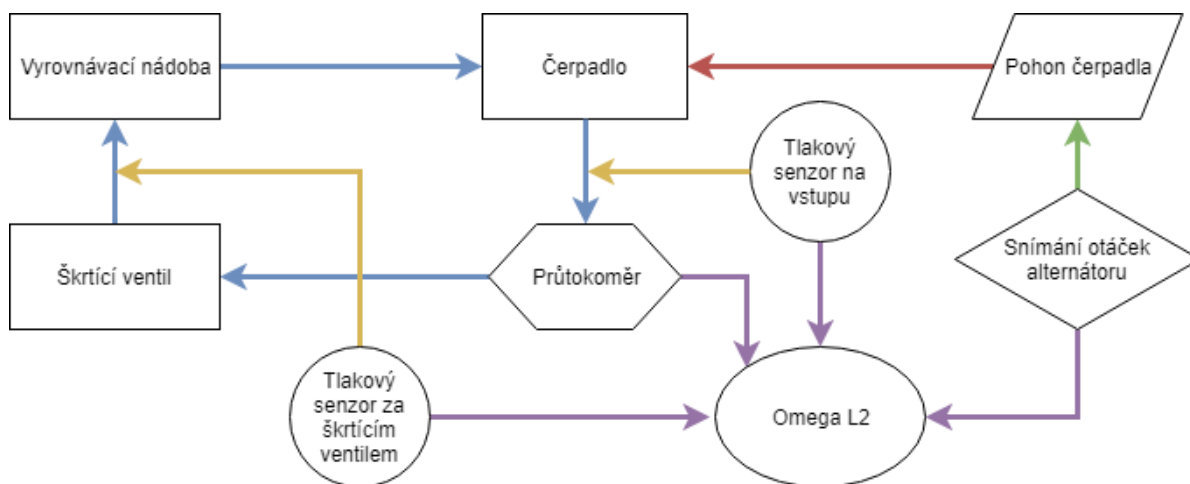 Vyrovnávací nádoba
Čerpadlo
Pohon čerpadla
Tlakový
senzor na
vstupu
Škrtící ventil
Průtokoměr
Snímání otáček
alternátoru
Tlakový
senzor za
škrtícím
ventilem
Omega L2